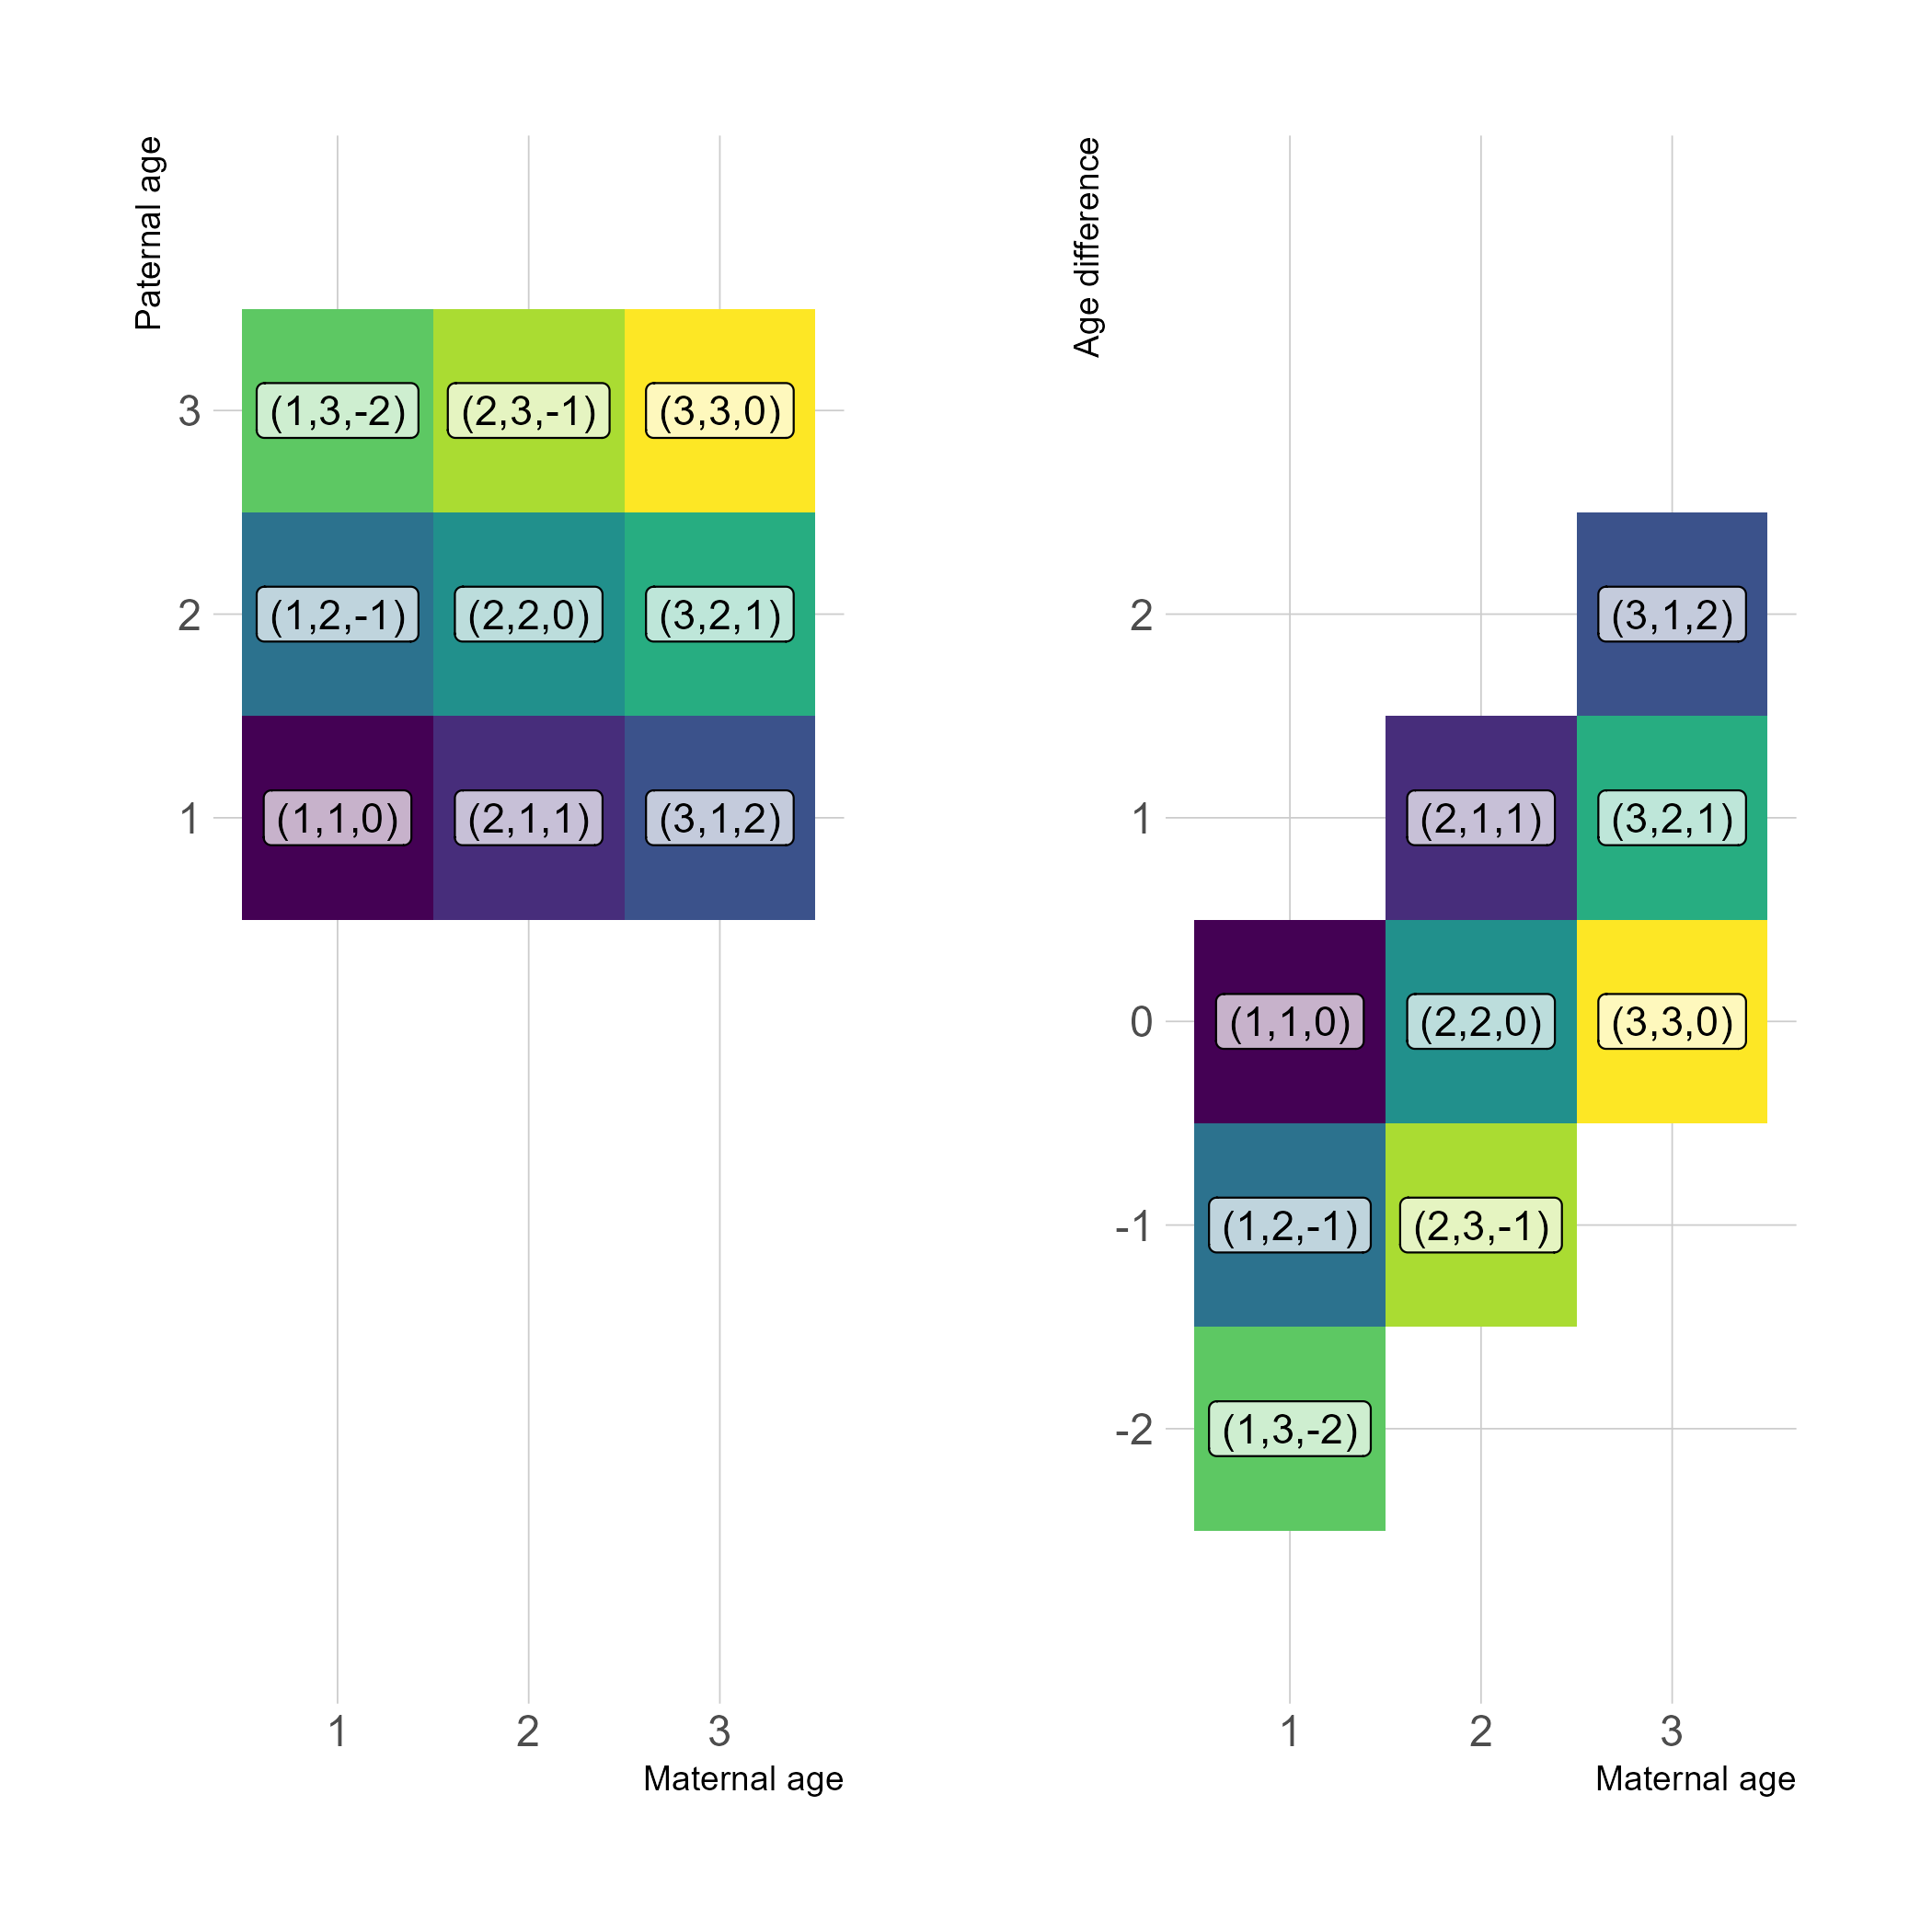 Paternal age
3
(1,3,-2) (2,3,-1) (3,3,0)
2
(1,2,-1) (2,2,0) (3,2,1)
1
(1,1,0) (2,1,1) (3,1,2)
1 2 3
Maternal age
Age difference
2
(3,1,2)
1
(2,1,1) (3,2,1)
0
(1,1,0) (2,2,0) (3,3,0)
-1
(1,2,-1) (2,3,-1)
-2
(1,3,-2)
1 2 3
Maternal age